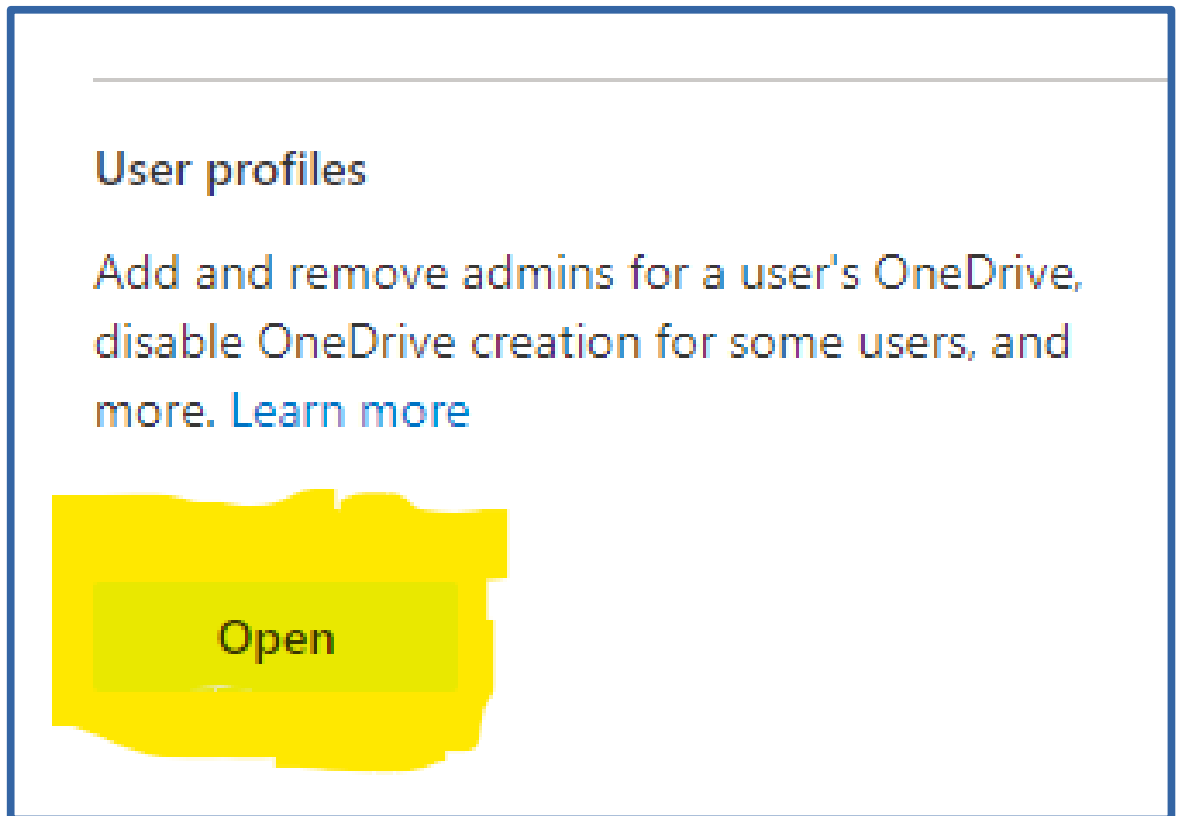 User profiles
Add and remove admins for a user's OneDrive,
disable OneDrive creation for some users, and
more. Learn more
Open